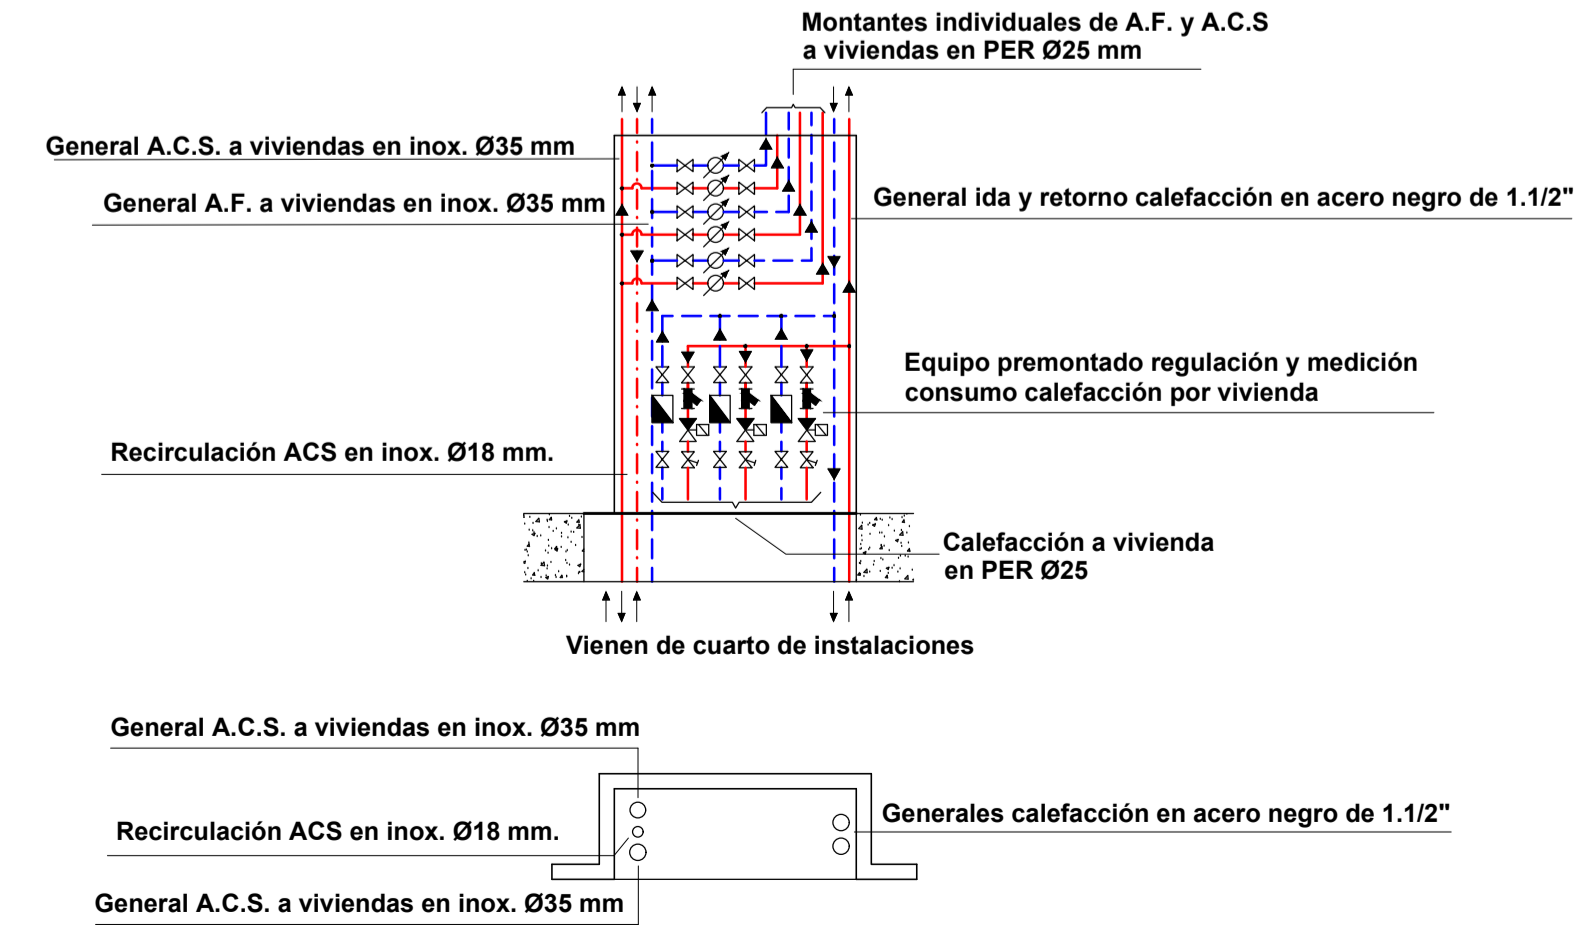 Montantes individuales de A.F. y A.C.S
a viviendas en PER Ø25 mm
General A.C.S. a viviendas en inox. Ø35 mm
General A.F. a viviendas en inox. Ø35 mm
General ida y retorno calefacción en acero negro de 1.1/2"
Equipo premontado regulación y medición
consumo calefacción por vivienda
Recirculación ACS en inox. Ø18 mm.
Calefacción a vivienda
en PER Ø25
Vienen de cuarto de instalaciones
General A.C.S. a viviendas en inox. Ø35 mm
Generales calefacción en acero negro de 1.1/2"
Recirculación ACS en inox. Ø18 mm.
General A.C.S. a viviendas en inox. Ø35 mm